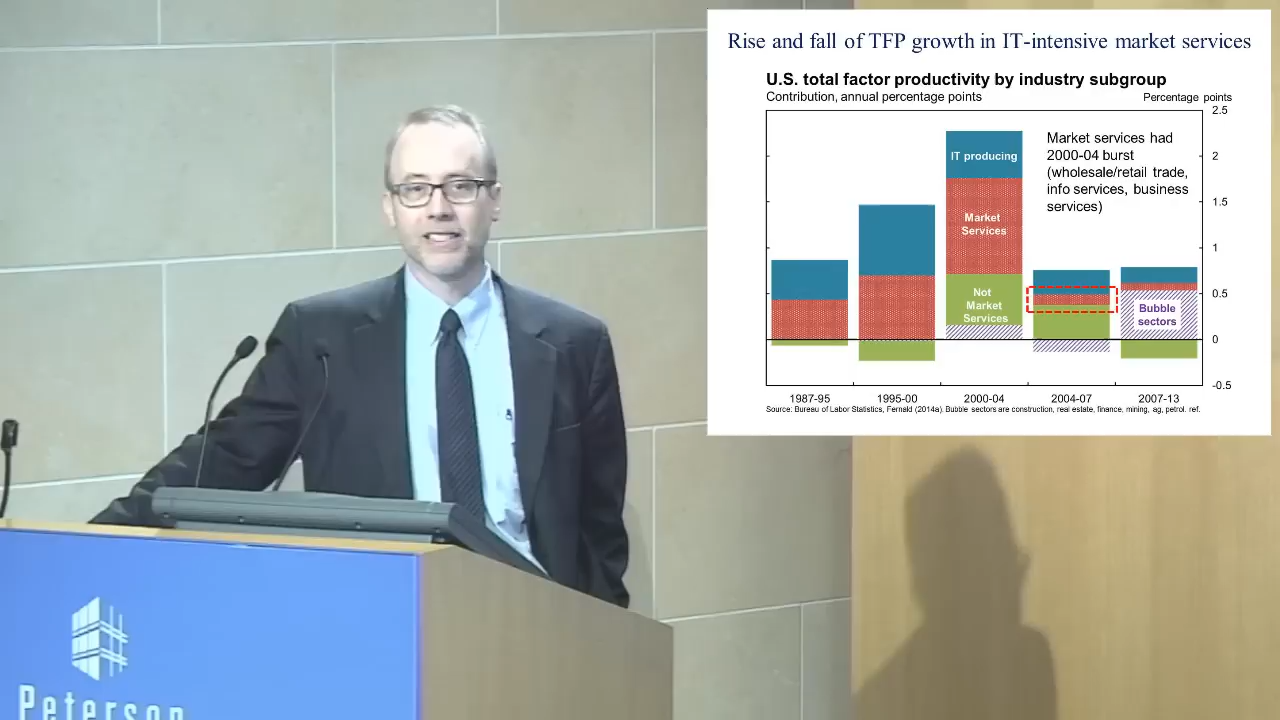 Rise and fall of TFP growth in IT-intensive market services
U.S. total factor productivity by industry subgroup
Contribution, annual percentage points
Percentage points
2.5
2
1.5
1
0.5
0
-0.5
IT producing
Market
Services
Not
Market
Services
Market services had
2000-04 burst
(wholesale/retail trade,
info services, business
services)
Bubble
sectors
1987-95
1995-00
2000-04
2004-07
2007-13
Source: Bureau of Labor Statistics, Fernald (2014a). Bubble sectors are construction, real estate, finance, mining, ag, petrol. ref.
Peterson